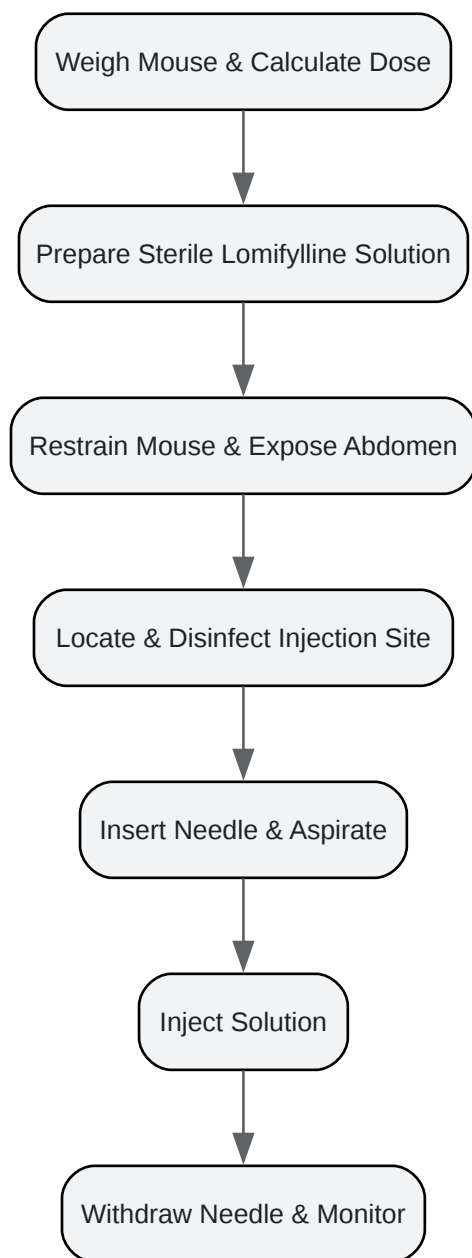 Weigh Mouse & Calculate Dose
Prepare Sterile Lomifylline Solution
Restrain Mouse & Expose Abdomen
Locate & Disinfect Injection Site
Insert Needle & Aspirate
Inject Solution
Withdraw Needle & Monitor